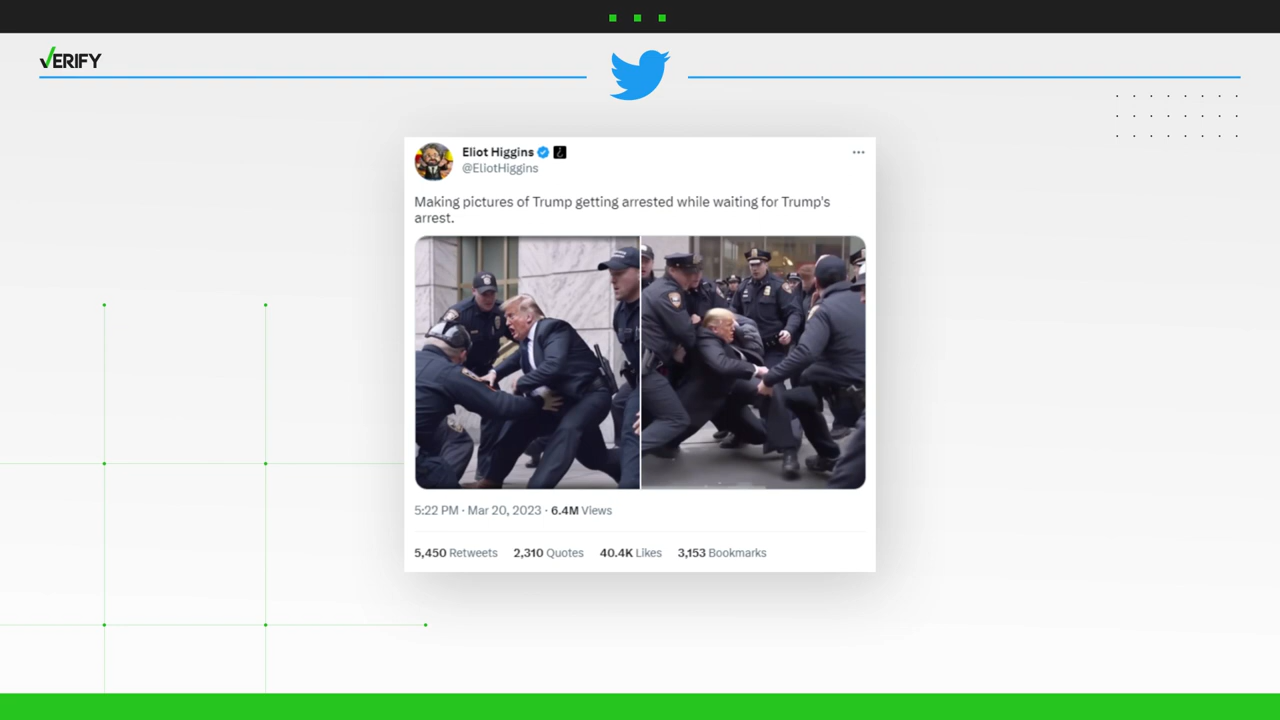 VERIFY
Eliot Higgins
@EliotHiggins
Making pictures of Trump getting arrested while waiting for Trump's
arrest.
5:22 PM · Mar 20, 2023 · 6.4M Views
5,450 Retweets 2,310 Quotes 40.4K Likes 3,153 Bookmarks